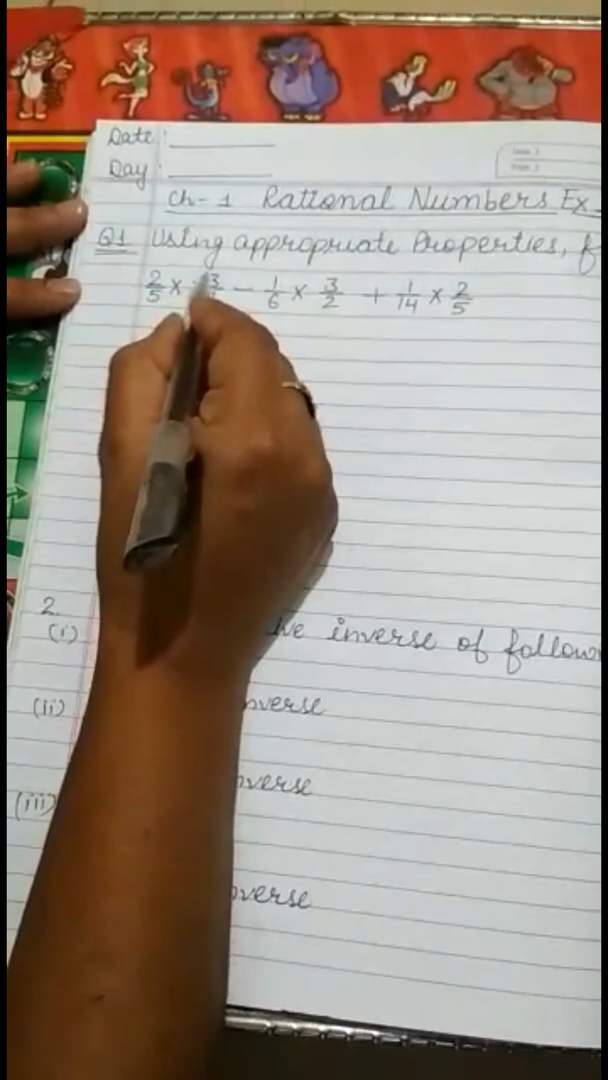 Date:
Day:
Ch-1 Rational Numbers Ex
Q1 Using appropriate Properties, f
2/5 × 3 - 1/6 × 3/2 + 1/14 × 2/5
2.
(i) ve inverse of follow
(ii) nverse
(iii) nverse
nverse